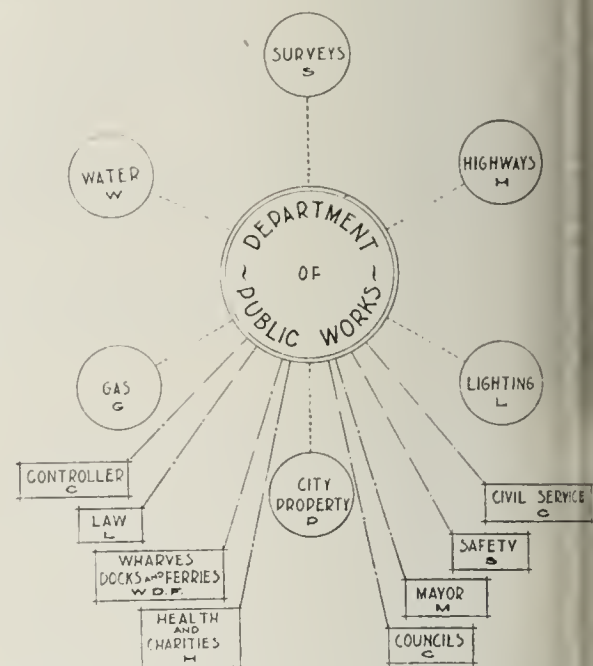 SURVEYS
S
WATER
W
HIGHWAYS
H
DEPARTMENT
OF
PUBLIC WORKS
GAS
G
LIGHTING
L
CITY
PROPERTY
P
CONTROLLER
C
LAW
L
WHARVES
DOCKS AND FERRIES
W D.F.
HEALTH
AND
CHARITIES
H
CIVIL SERVICE
C
SAFETY
S
MAYOR
M
COUNCILS
C